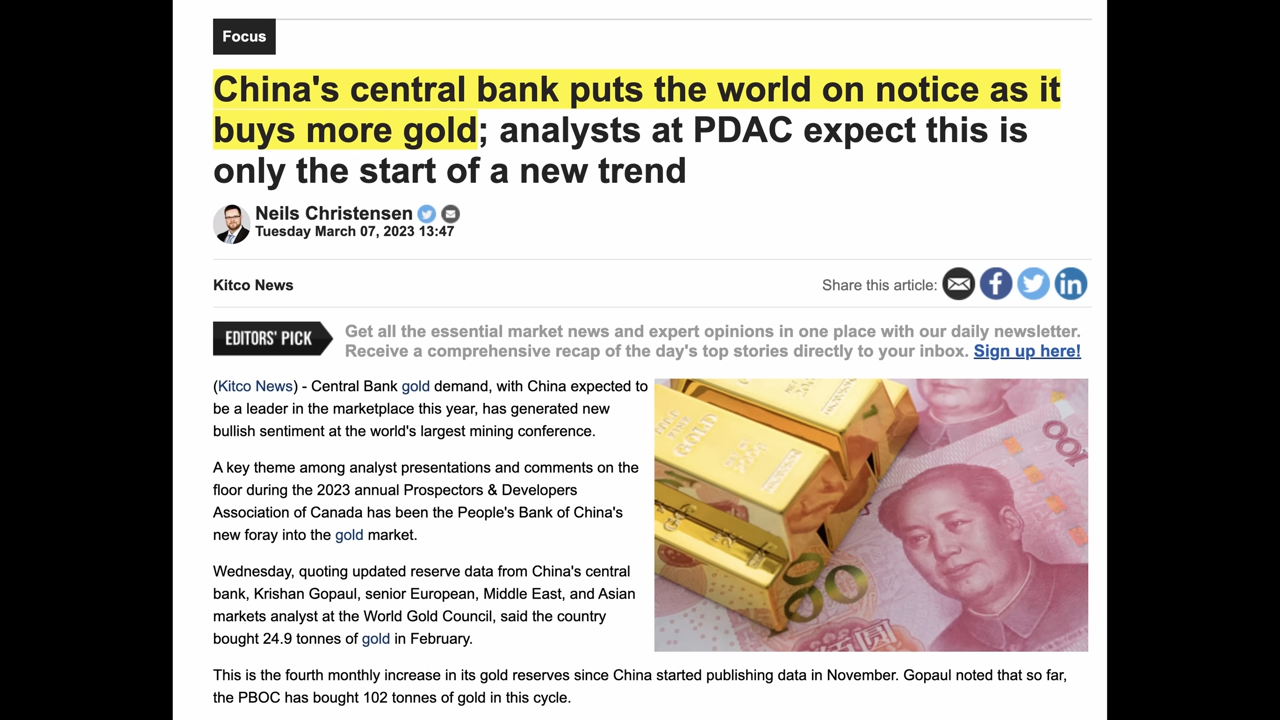 Focus
China's central bank puts the world on notice as it
buys more gold; analysts at PDAC expect this is
only the start of a new trend
Neils Christensen
Tuesday March 07, 2023 13:47
Kitco News
Share this article:
EDITORS' PICK
Get all the essential market news and expert opinions in one place with our daily newsletter.
Receive a comprehensive recap of the day's top stories directly to your inbox. Sign up here!
(Kitco News) - Central Bank gold demand, with China expected to
be a leader in the marketplace this year, has generated new
bullish sentiment at the world's largest mining conference.
A key theme among analyst presentations and comments on the
floor during the 2023 annual Prospectors & Developers
Association of Canada has been the People's Bank of China's
new foray into the gold market.
Wednesday, quoting updated reserve data from China's central
bank, Krishan Gopaul, senior European, Middle East, and Asian
markets analyst at the World Gold Council, said the country
bought 24.9 tonnes of gold in February.
GOLD
100
This is the fourth monthly increase in its gold reserves since China started publishing data in November. Gopaul noted that so far,
the PBOC has bought 102 tonnes of gold in this cycle.